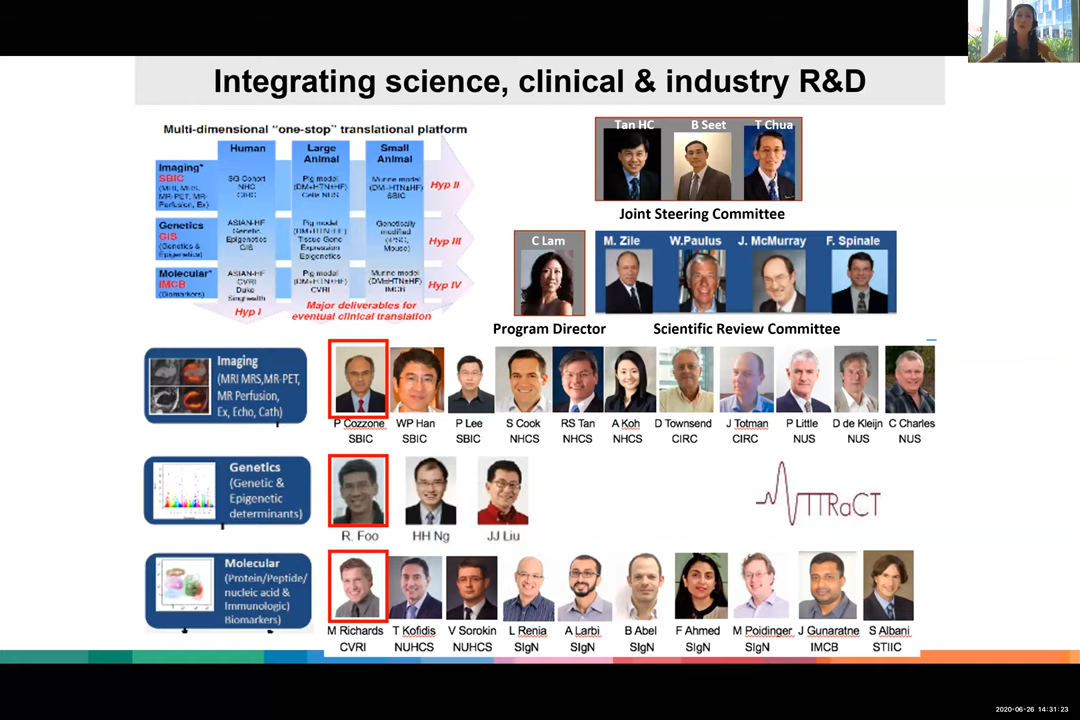 Integrating science, clinical & industry R&D
Multi-dimensional "one-stop" translational platform
Human
Large
Animal
Small
Animal
Imaging*
SBIC
(MRI, MRS,
MR-PET, MR-
Perfusion, Ex)
SG Cohort
NHC
CIRC
Pig model
(DM+HTN±HF)
NUS
Murine model
(DM+HTN±HF)
SBIC
Hyp II
Genetics
GIS
(Genetics &
Epigenetics)
ASIAN-HF
Genetic
Epigenetics
GIS
Pig model
(DM+HTN±HF)
Tissue Gene
Expression
Epigenetics
Genetically
modified
Mouse)
Hyp III
Molecular*
IMCB
(Biomarkers)
ASIAN-HF
CVRI
Duke
Singhealth
Pig model
(DM+HTN±HF)
CVRI
Murine model
(DM±HTN±HF)
IMCB
Hyp IV
Hyp I
Major deliverables for
eventual clinical translation
Tan HC B Seet T Chua
Joint Steering Committee
C Lam M. Zile W.Paulus J. McMurray F. Spinale
Program Director Scientific Review Committee
Imaging
(MRI MRS,MR-PET,
MR Perfusion,
Ex, Echo, Cath)
P Cozzone WP Han P Lee S Cook RS Tan A Koh D Townsend J Totman P Little D de Kleijn C Charles
SBIC SBIC SBIC NHCS NHCS NHCS CIRC CIRC NUS NUS NUS
Genetics
(Genetic &
Epigenetic
determinants)
R. Foo HH Ng JJ Liu
TTRaCT
Molecular
(Protein/Peptide/
nucleic acid &
Immunologic)
Biomarkers)
M Richards T Kofidis V Sorokin L Renia A Larbi B Abel F Ahmed M Poidinger J Gunaratne S Albani
CVRI NUHCS NUHCS SIgN SIgN SIgN SIgN SIgN IMCB STIIC
2020-06-26 14:31:23